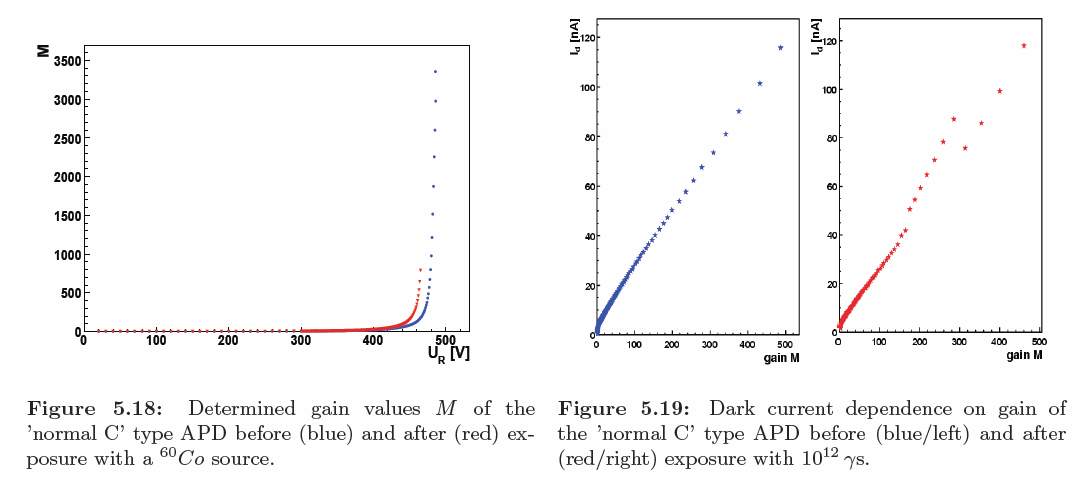 M
3500
3000
2500
2000
1500
1000
500
0
0 100 200 300 400 500
U_R [V]
I_d [nA]
120
100
80
60
40
20
0
0 100 200 300 400 500
gain M
I_d [nA]
120
100
80
60
40
20
0
0 100 200 300 400 500
gain M
Figure 5.18: Determined gain values M of the
'normal C' type APD before (blue) and after (red) ex-
posure with a ⁶⁰Co source.
Figure 5.19: Dark current dependence on gain of
the 'normal C' type APD before (blue/left) and after
(red/right) exposure with 10¹² γs.